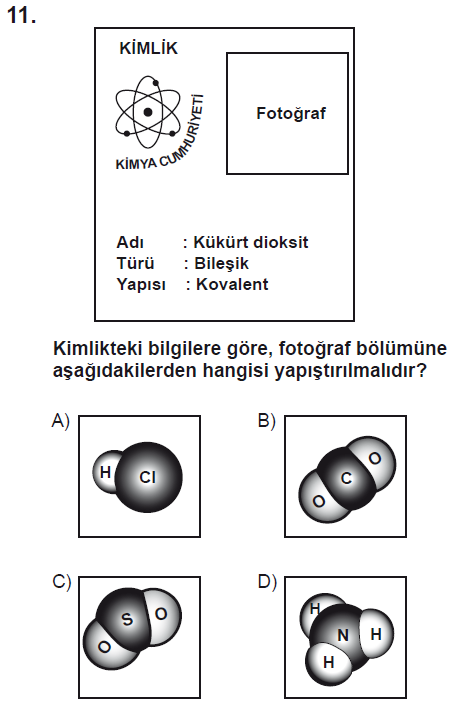 11.
KİMLİK
KİMYA CUMHURİYETİ
Fotoğraf
Adı : Kükürt dioksit
Türü : Bileşik
Yapısı : Kovalent
Kimlikteki bilgilere göre, fotoğraf bölümüne
aşağıdakilerden hangisi yapıştırılmalıdır?
A)
H Cl
B)
O C O
C)
O S O
D)
H N H
H